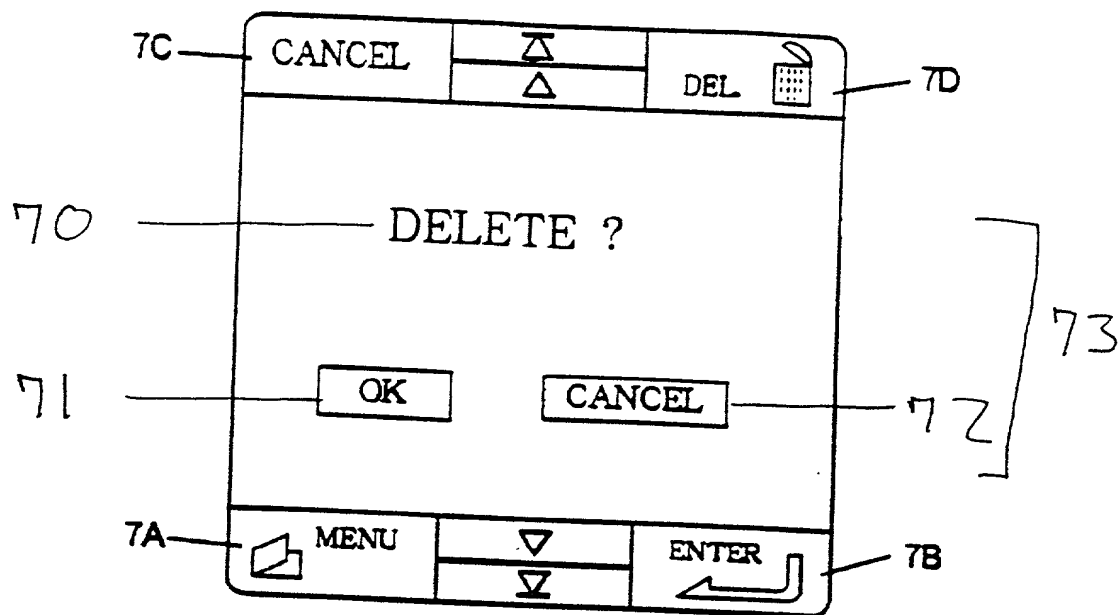 7C CANCEL DEL. 7D
70 DELETE ?
73
71 OK CANCEL 72
7A MENU ENTER 7B